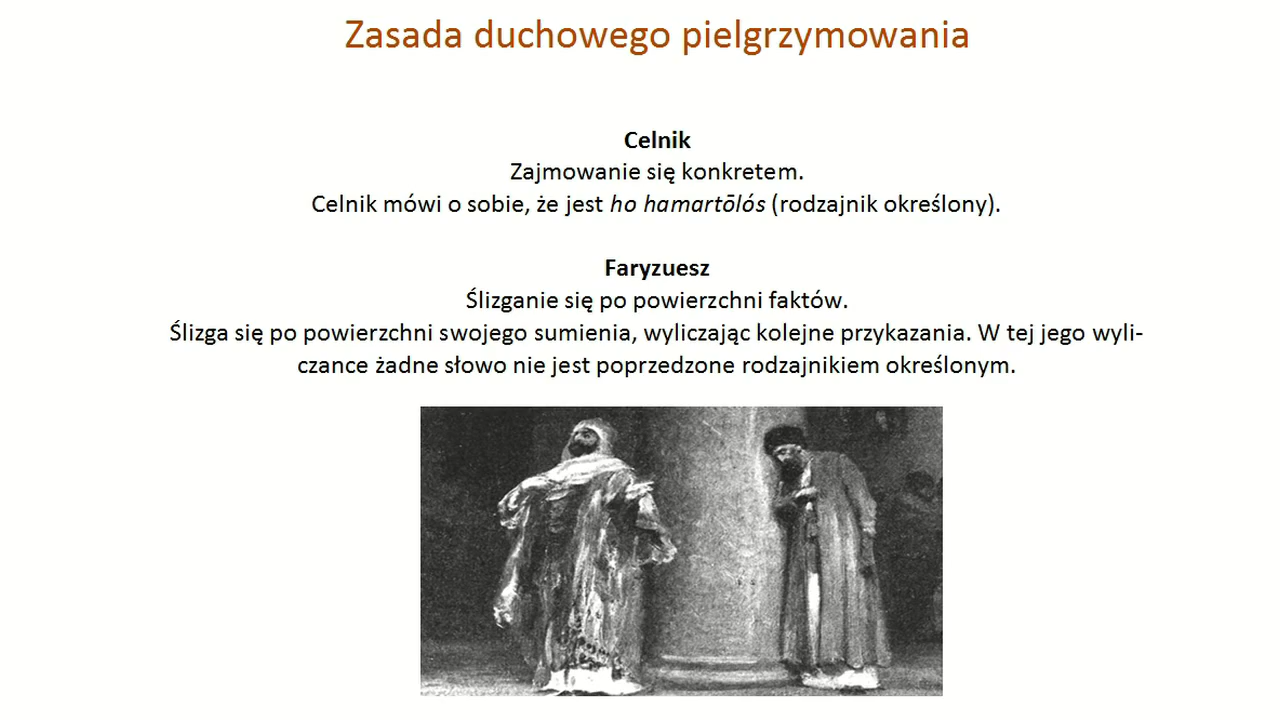 Zasada duchowego pielgrzymowania
Celnik
Zajmowanie się konkretem.
Celnik mówi o sobie, że jest ho hamartōlós (rodzajnik określony).
Faryzuesz
Ślizganie się po powierzchni faktów.
Ślizga się po powierzchni swojego sumienia, wyliczając kolejne przykazania. W tej jego wyli-
czance żadne słowo nie jest poprzedzone rodzajnikiem określonym.